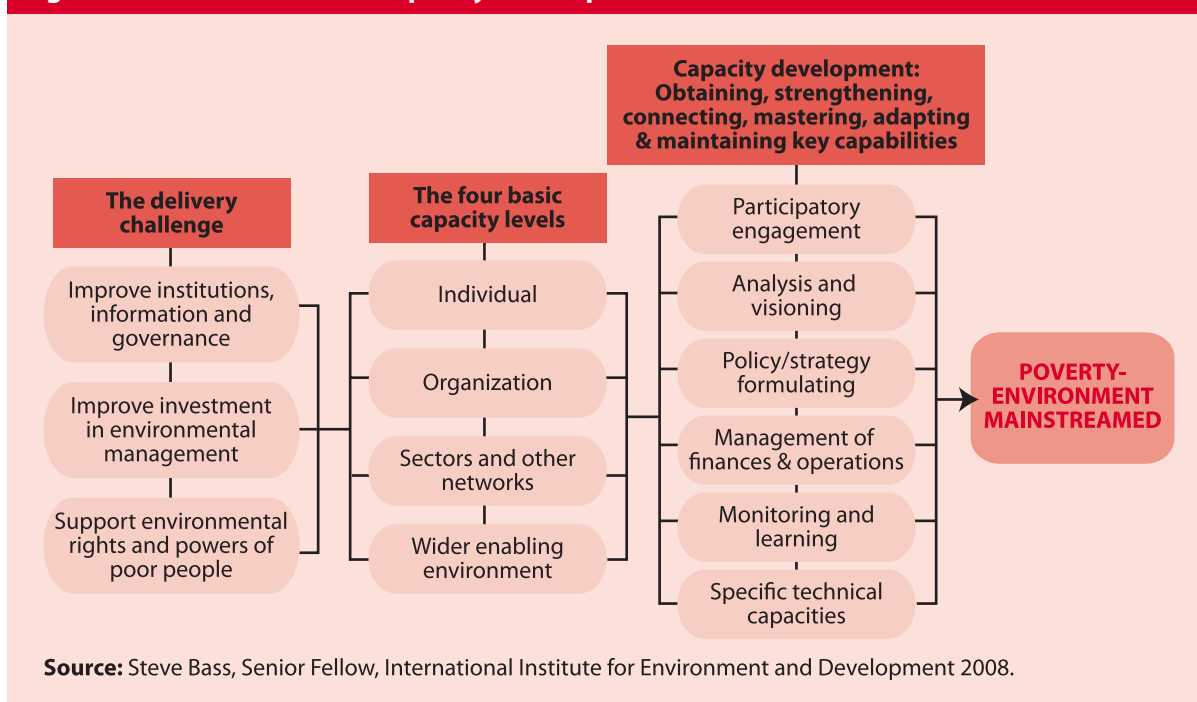 Capacity development:
Obtaining, strengthening,
connecting, mastering, adapting
& maintaining key capabilities
The delivery
challenge
Improve institutions,
information and
governance
Improve investment
in environmental
management
Support environmental
rights and powers of
poor people
The four basic
capacity levels
Individual
Organization
Sectors and other
networks
Wider enabling
environment
Participatory
engagement
Analysis and
visioning
Policy/strategy
formulating
Management of
finances & operations
Monitoring and
learning
Specific technical
capacities
POVERTY-
ENVIRONMENT
MAINSTREAMED
Source: Steve Bass, Senior Fellow, International Institute for Environment and Development 2008.